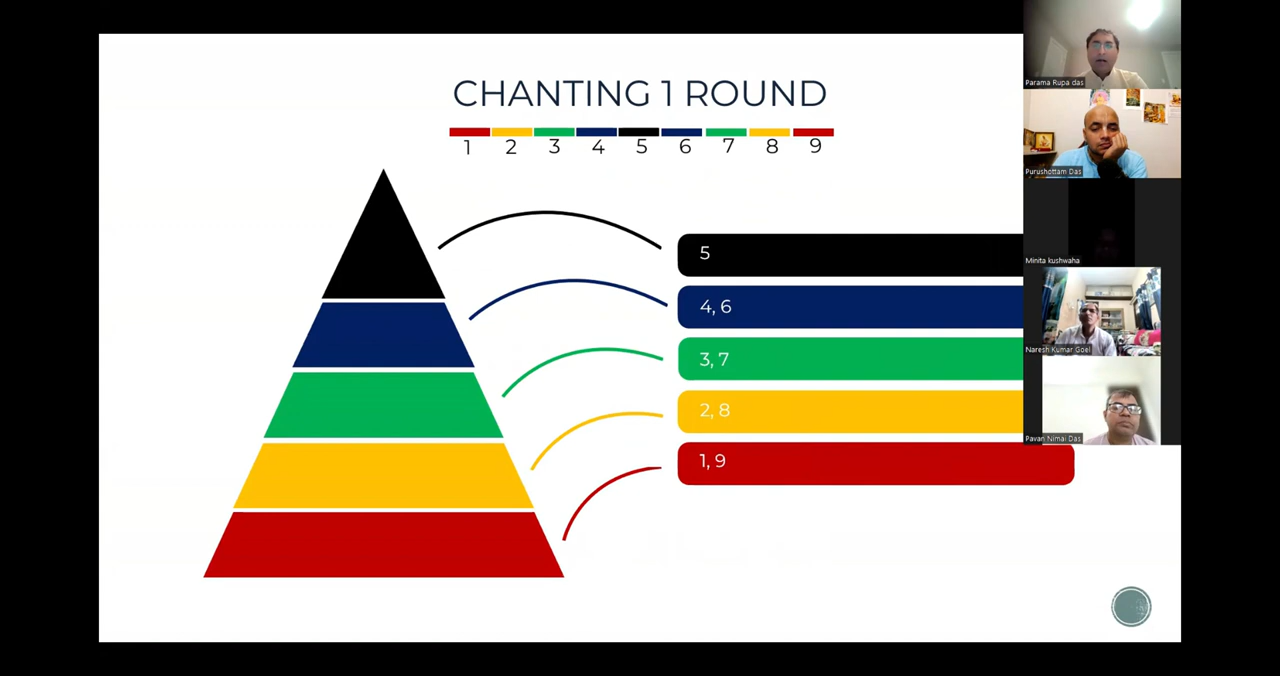 CHANTING 1 ROUND
1 2 3 4 5 6 7 8 9
5
4, 6
3, 7
2, 8
1, 9
Parama Rupa das
Purushottam Das
Minita kushwaha
Naresh Kumar Goel
Pavan Nimai Das